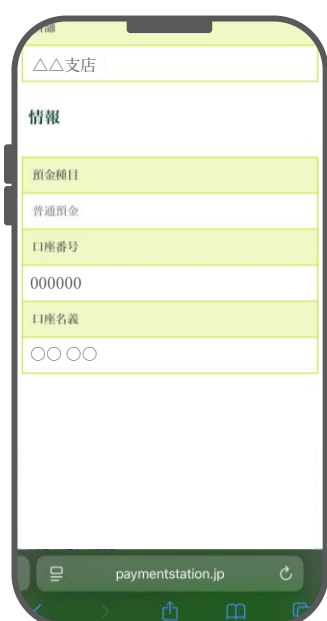 △△支店
情報
預金種目
普通預金
口座番号
000000
口座名義
○○ ○○
paymentstation.jp